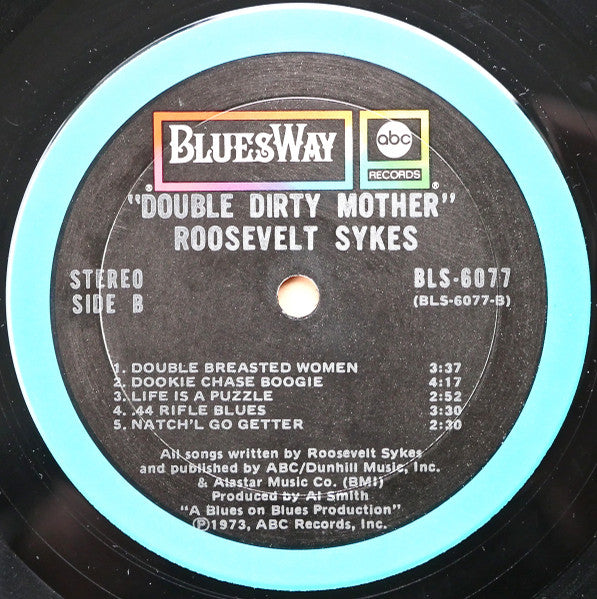 BLUESWAY
abc
RECORDS
®
®
"DOUBLE DIRTY MOTHER"
ROOSEVELT SYKES
STEREO
SIDE B
BLS-6077
(BLS-6077-B)
1. DOUBLE BREASTED WOMEN 3:37
2. DOOKIE CHASE BOOGIE 4:17
3. LIFE IS A PUZZLE 2:52
4. .44 RIFLE BLUES 3:30
5. NATCH'L GO GETTER 2:30
All songs written by Roosevelt Sykes
and published by ABC/Dunhill Music, Inc.
& Alastar Music Co. (BMI)
Produced by Al Smith
"A Blues on Blues Production"
℗1973, ABC Records, Inc.